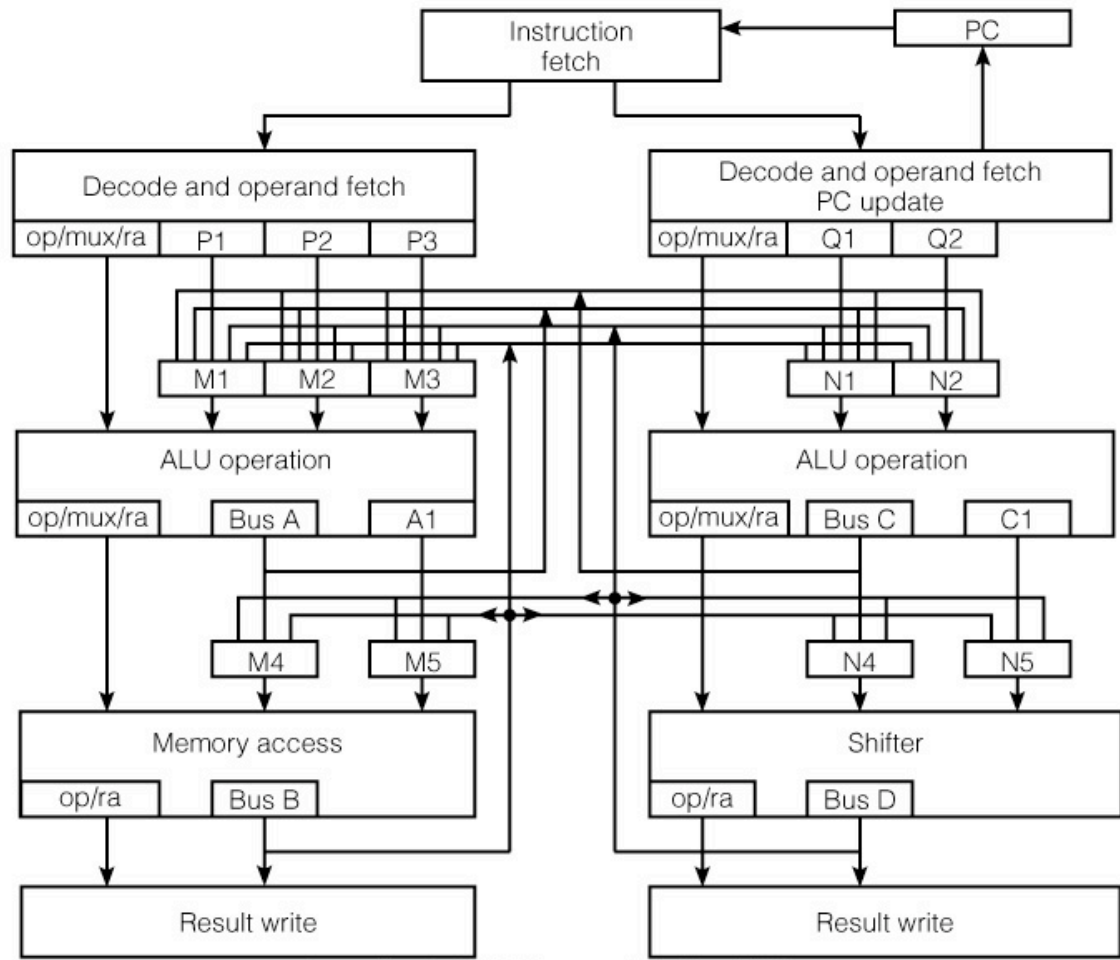 Instruction
fetch
PC
Decode and operand fetch
op/mux/ra
P1
P2
P3
Decode and operand fetch
PC update
op/mux/ra
Q1
Q2
M1
M2
M3
N1
N2
ALU operation
op/mux/ra
Bus A
A1
ALU operation
op/mux/ra
Bus C
C1
M4
M5
N4
N5
Memory access
op/ra
Bus B
Shifter
op/ra
Bus D
Result write
Result write